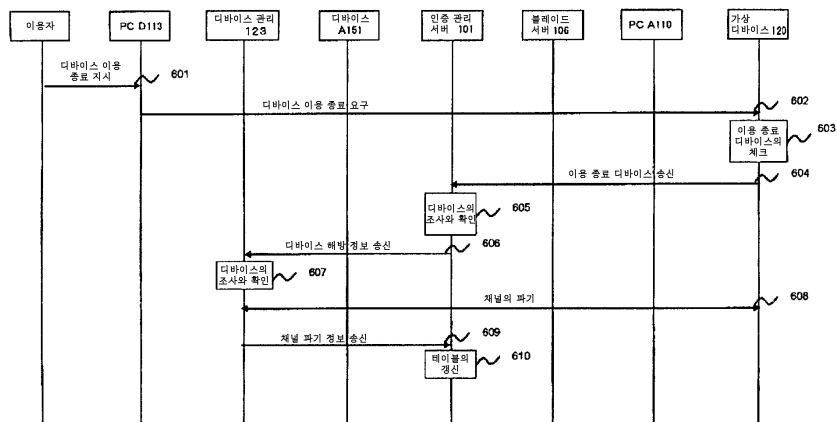 이용자
PC D113
디바이스 관리
123
디바이스
A151
인증 관리
서버 101
블레이드
서버 106
PC A110
가상
디바이스 120
디바이스 이용
종료 지시
601
디바이스 이용 종료 요구
602
이용 종료
디바이스의
체크
603
이용 종료 디바이스 송신
604
디바이스의
조사와 확인
605
디바이스 해방 정보 송신
606
디바이스의
조사와 확인
607
채널의 파기
608
채널 파기 정보 송신
609
테이블의
갱신
610